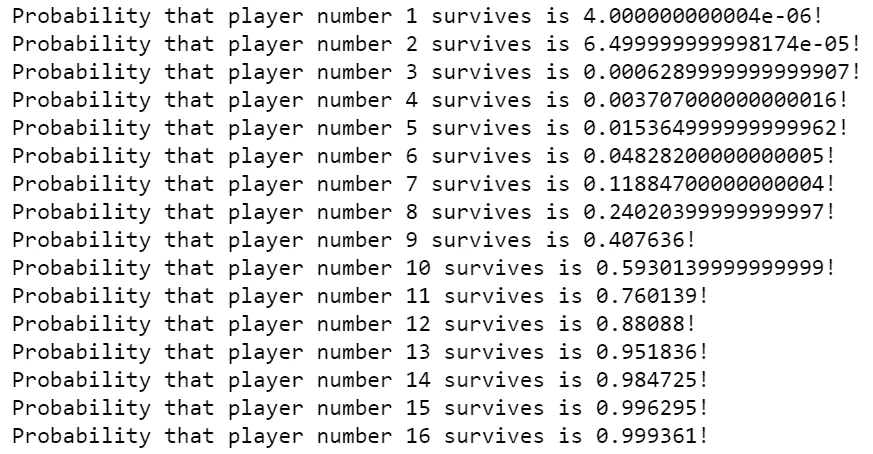 Probability that player number 1 survives is 4.000000000004e-06!
Probability that player number 2 survives is 6.499999999998174e-05!
Probability that player number 3 survives is 0.0006289999999999907!
Probability that player number 4 survives is 0.003707000000000016!
Probability that player number 5 survives is 0.015364999999999962!
Probability that player number 6 survives is 0.04828200000000005!
Probability that player number 7 survives is 0.11884700000000004!
Probability that player number 8 survives is 0.24020399999999997!
Probability that player number 9 survives is 0.407636!
Probability that player number 10 survives is 0.5930139999999999!
Probability that player number 11 survives is 0.760139!
Probability that player number 12 survives is 0.88088!
Probability that player number 13 survives is 0.951836!
Probability that player number 14 survives is 0.984725!
Probability that player number 15 survives is 0.996295!
Probability that player number 16 survives is 0.999361!